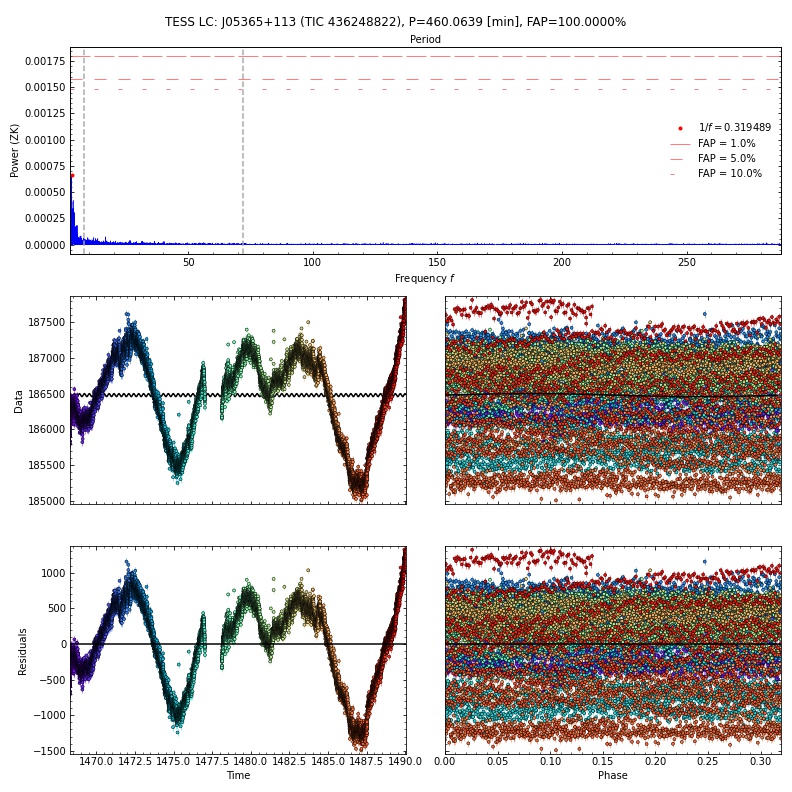 TESS LC: J05365+113 (TIC 436248822), P=460.0639 [min], FAP=100.0000%
Period
Power (ZK)
0.00175
0.00150
0.00125
0.00100
0.00075
0.00050
0.00025
0.00000
1/f = 0.319489
FAP = 1.0%
FAP = 5.0%
FAP = 10.0%
50 100 150 200 250
Frequency f
Data
187500
187000
186500
186000
185500
185000
Residuals
1000
500
0
−500
−1000
−1500
1470.0 1472.5 1475.0 1477.5 1480.0 1482.5 1485.0 1487.5 1490.0
Time
0.00 0.05 0.10 0.15 0.20 0.25 0.30
Phase